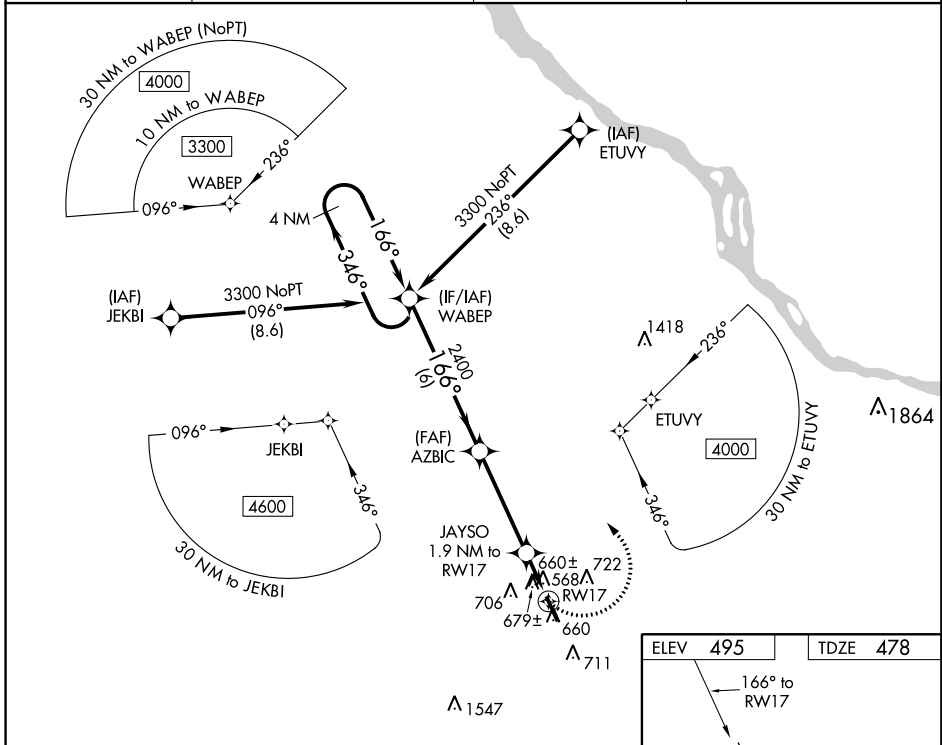 30 NM to WABEP (NoPT)
4000
10 NM to WABEP
3300
236°
WABEP
096°
(IAF)
ETUVY
3300 NoPT
236°
(8.6)
4 NM
166°
346°
(IAF)
JEKBI
3300 NoPT
096°
(8.6)
(IF/IAF)
WABEP
2400
166°
(6)
1418
236°
1864
ETUVY
4000
346°
30 NM to ETUVY
096°
JEKBI
4600
346°
30 NM to JEKBI
(FAF)
AZBIC
JAYSO
1.9 NM to
RW17
660±
568
722
RW17
706
679±
660
711
1547
ELEV 495
TDZE 478
166° to
RW17